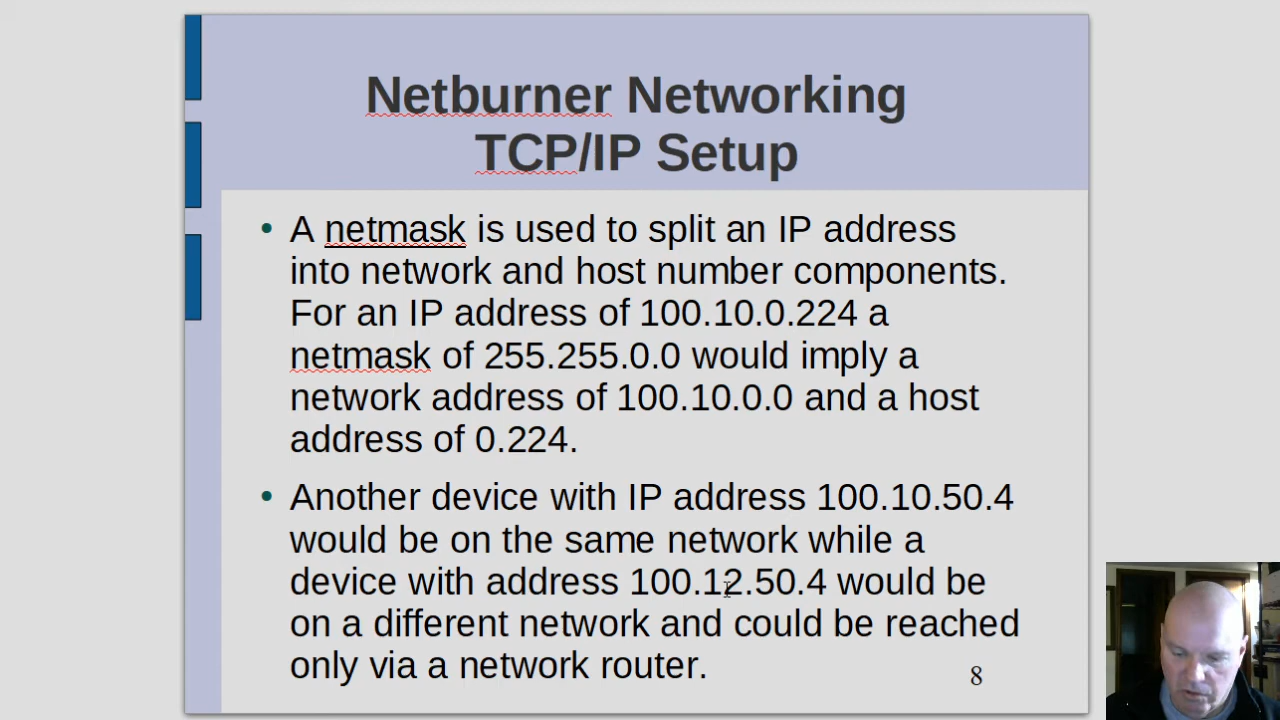 Netburner Networking
TCP/IP Setup
• A netmask is used to split an IP address
into network and host number components.
For an IP address of 100.10.0.224 a
netmask of 255.255.0.0 would imply a
network address of 100.10.0.0 and a host
address of 0.224.
• Another device with IP address 100.10.50.4
would be on the same network while a
device with address 100.12.50.4 would be
on a different network and could be reached
only via a network router.
8